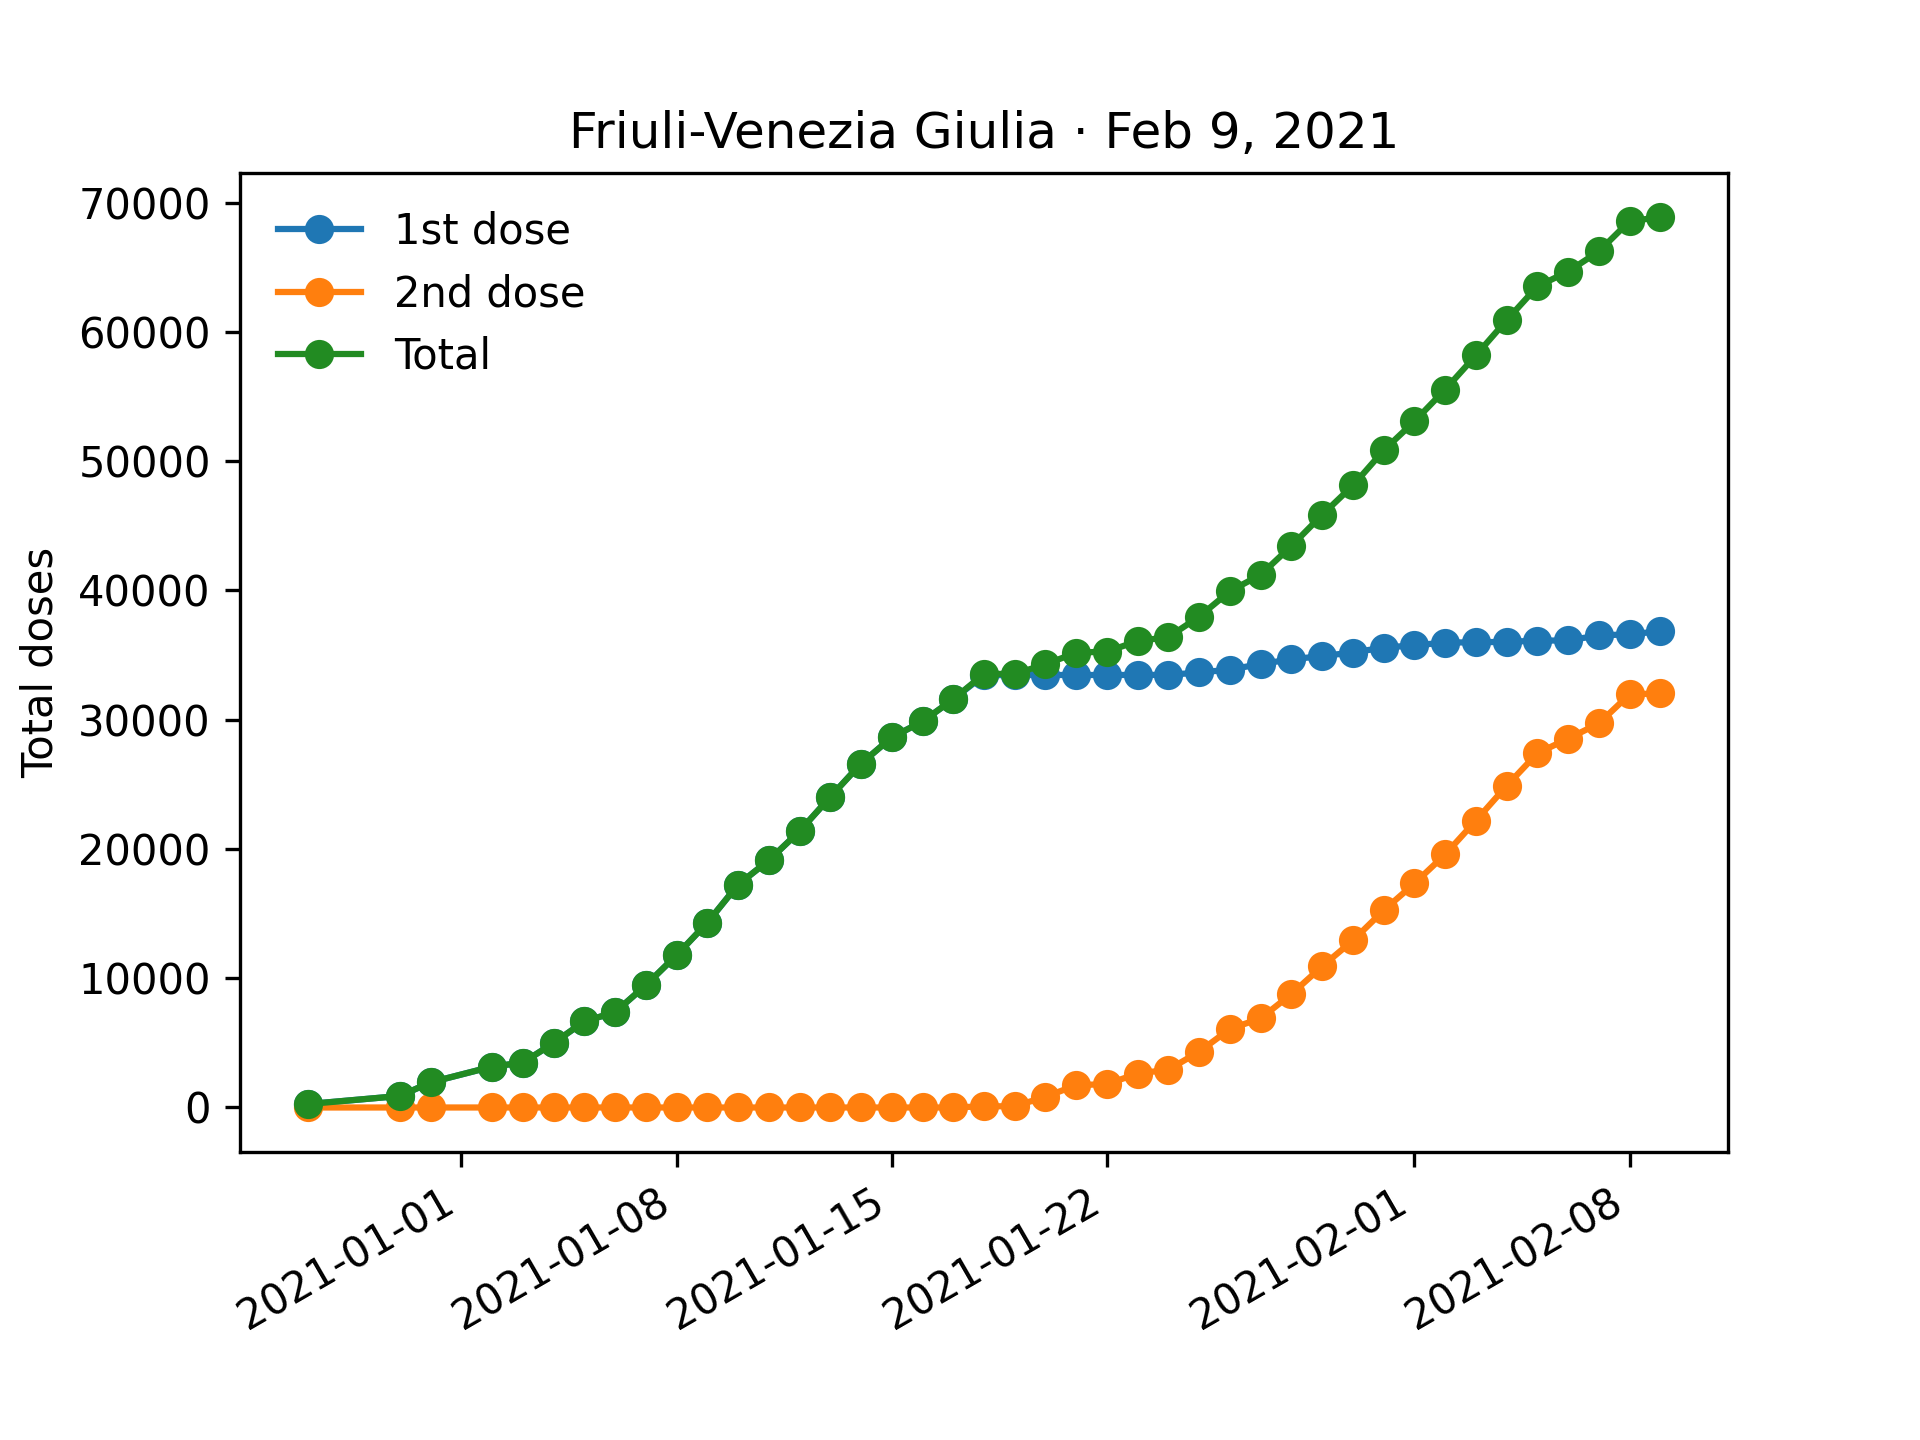 Friuli-Venezia Giulia · Feb 9, 2021
70000
60000
50000
40000
30000
20000
10000
0
Total doses
1st dose
2nd dose
Total
2021-01-01
2021-01-08
2021-01-15
2021-01-22
2021-02-01
2021-02-08